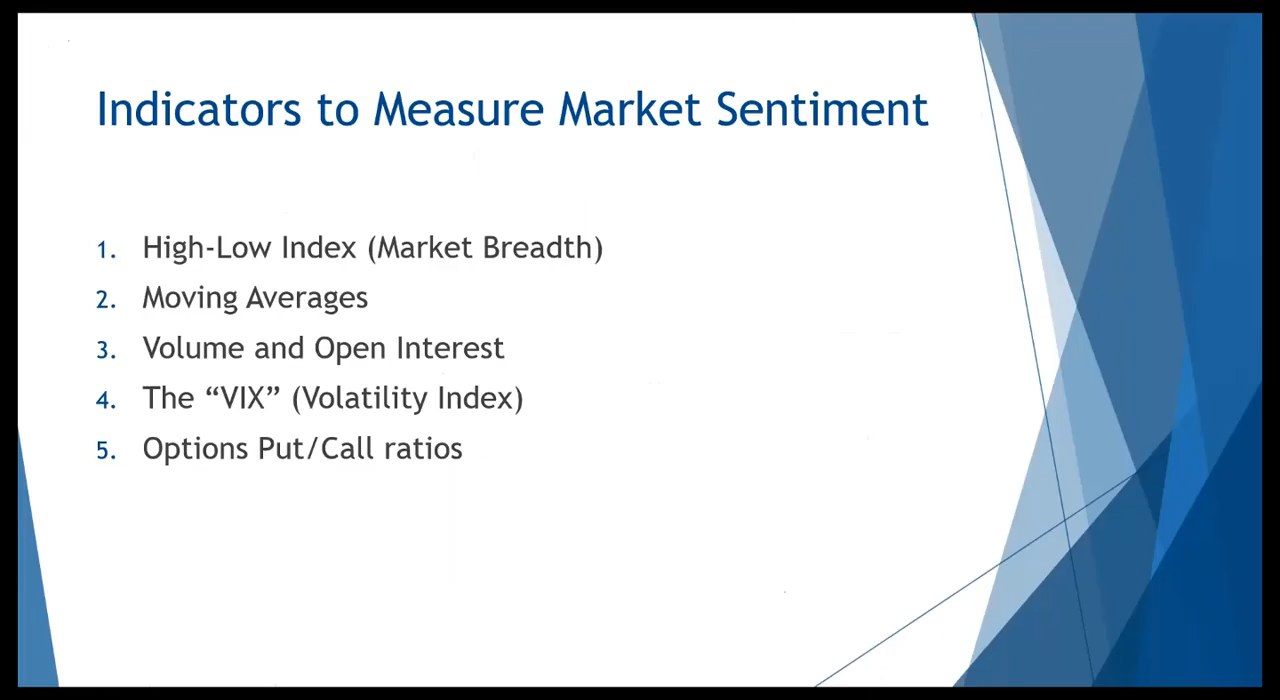 Indicators to Measure Market Sentiment
1. High-Low Index (Market Breadth)
2. Moving Averages
3. Volume and Open Interest
4. The “VIX” (Volatility Index)
5. Options Put/Call ratios